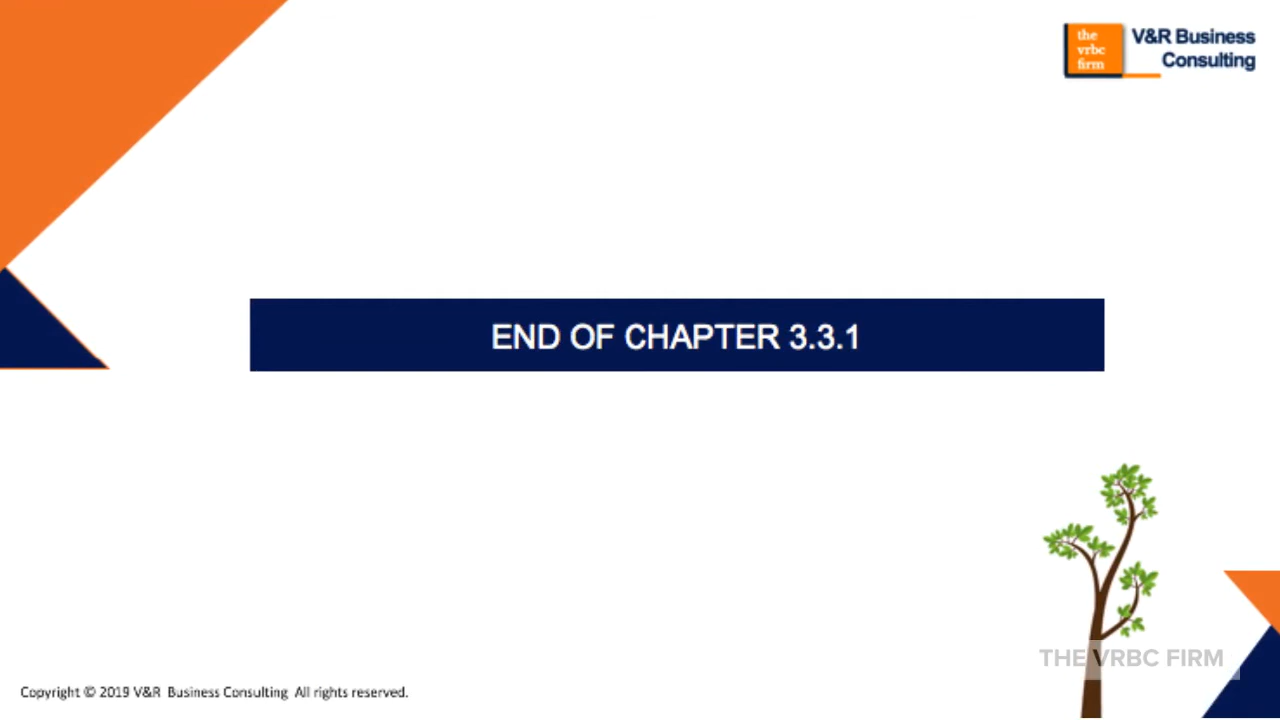 the
vrbc
firm
V&R Business
Consulting
END OF CHAPTER 3.3.1
THE VRBC FIRM
Copyright © 2019 V&R Business Consulting All rights reserved.